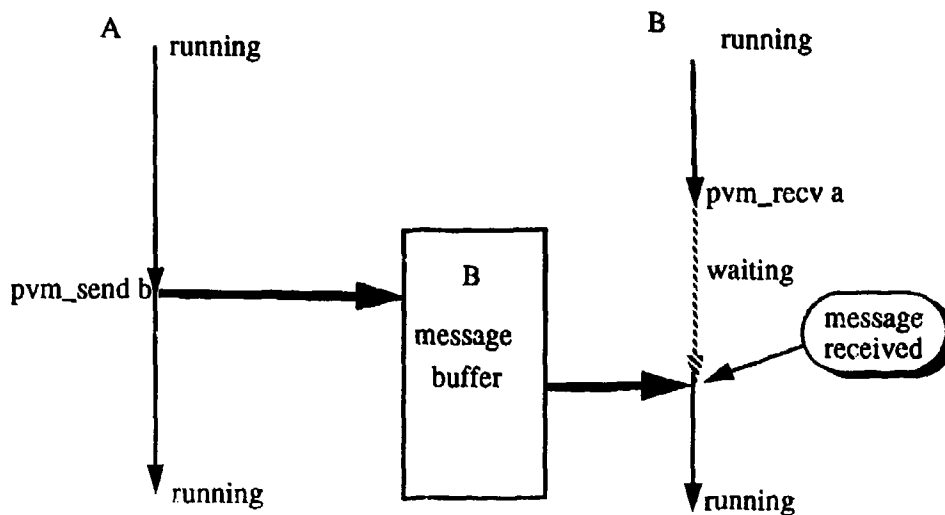 A
running
B
running
pvm_recv a
waiting
pvm_send b
B
message
buffer
message
received
running
running